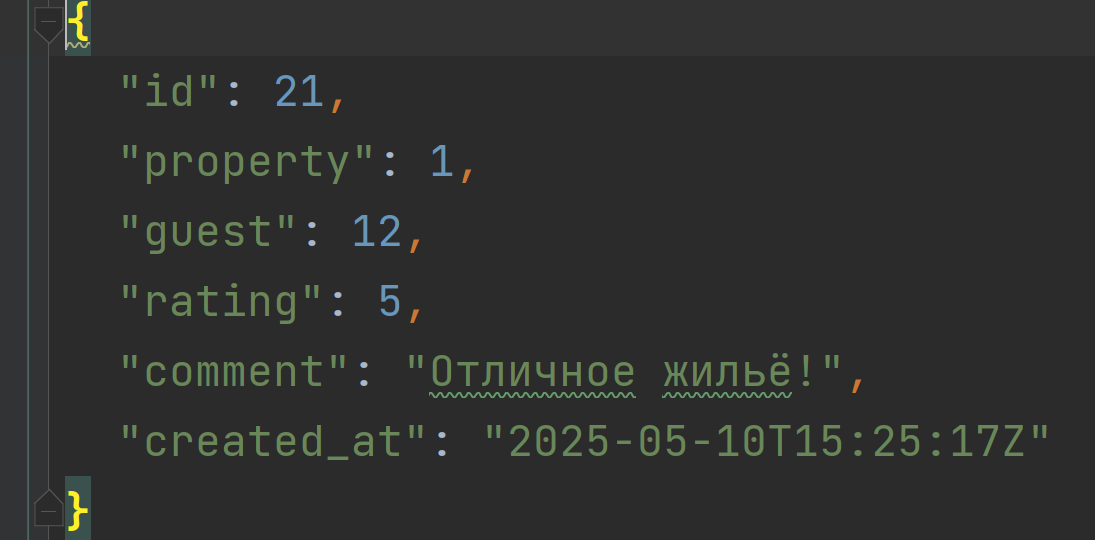 {
"id": 21,
"property": 1,
"guest": 12,
"rating": 5,
"comment": "Отличное жильё!",
"created_at": "2025-05-10T15:25:17Z"
}